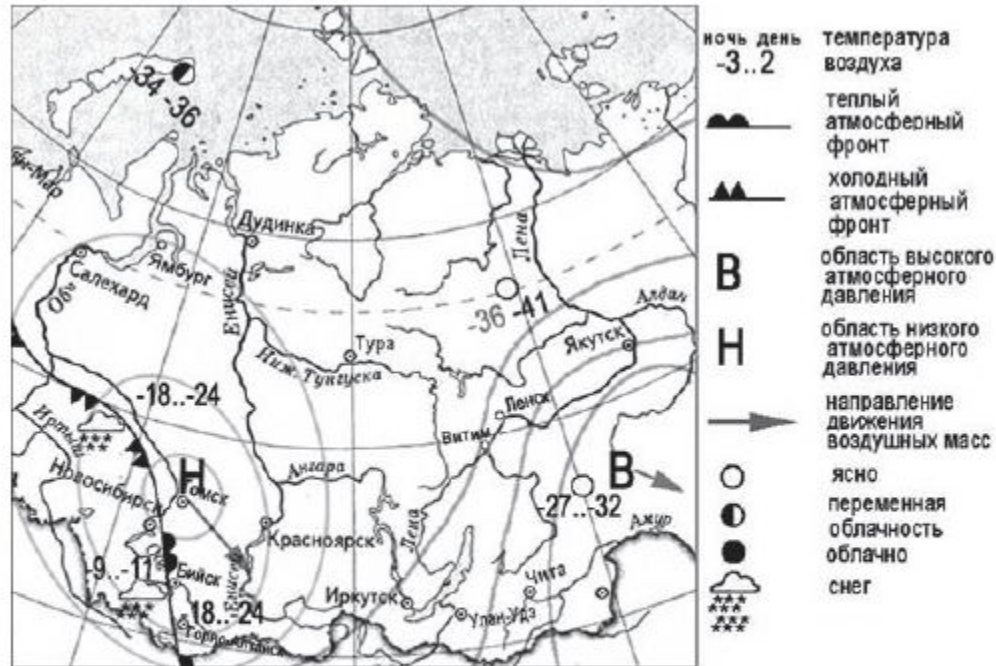 -34 -36
Дудинка
Ямбург
Салехард
Обь
Енисей
Лена
-36 -41
Алдан
Якутск
Тура
Ниж. Тунгуска
-18..-24
Ленск
Иртыш
Витим
В
Н
Ангара
Томск
Новосибирск
-27..-32
Красноярск
Лена
Амур
-9..-11
Бийск
Енисей
Чита
Иркутск
Улан-Удэ
18..-24
Горно-Алтайск
ночь день температура
-3..2 воздуха
теплый
атмосферный
фронт
холодный
атмосферный
фронт
В область высокого
атмосферного
давления
Н область низкого
атмосферного
давления
направление
движения
воздушных масс
ясно
переменная
облачность
облачно
снег